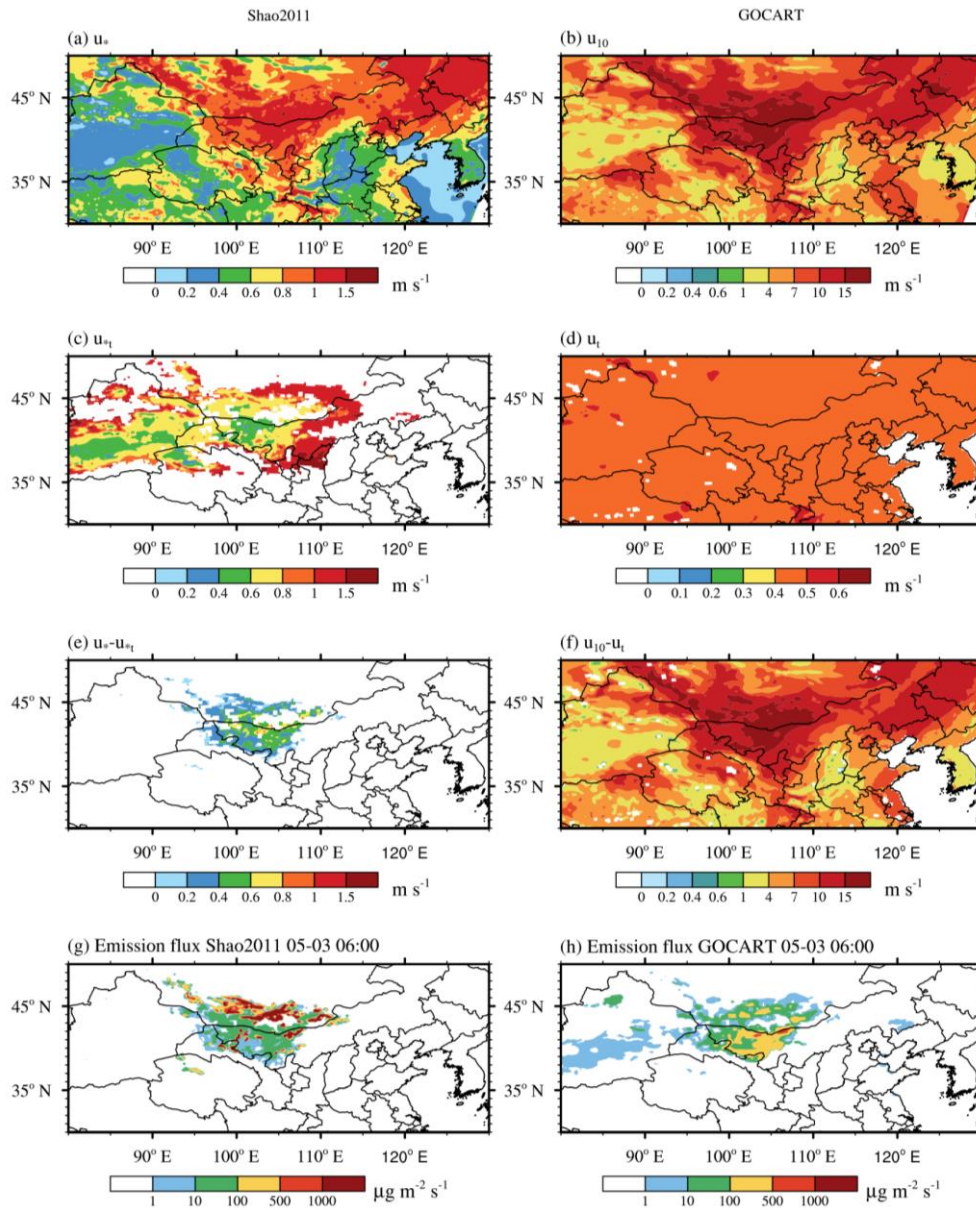 Shao2011 GOCART
(a) u* (b) u10
45° N 45° N
35° N 35° N
90° E 100° E 110° E 120° E 90° E 100° E 110° E 120° E
0 0.2 0.4 0.6 0.8 1 1.5 m s-1 0 0.2 0.4 0.6 1 4 7 10 15 m s-1
(c) u*t (d) ut
45° N 45° N
35° N 35° N
90° E 100° E 110° E 120° E 90° E 100° E 110° E 120° E
0 0.2 0.4 0.6 0.8 1 1.5 m s-1 0 0.1 0.2 0.3 0.4 0.5 0.6 m s-1
(e) u*-u*t (f) u10-ut
45° N 45° N
35° N 35° N
90° E 100° E 110° E 120° E 90° E 100° E 110° E 120° E
0 0.2 0.4 0.6 0.8 1 1.5 m s-1 0 0.2 0.4 0.6 1 4 7 10 15 m s-1
(g) Emission flux Shao2011 05-03 06:00 (h) Emission flux GOCART 05-03 06:00
45° N 45° N
35° N 35° N
90° E 100° E 110° E 120° E 90° E 100° E 110° E 120° E
1 10 100 500 1000 μg m-2 s-1 1 10 100 500 1000 μg m-2 s-1